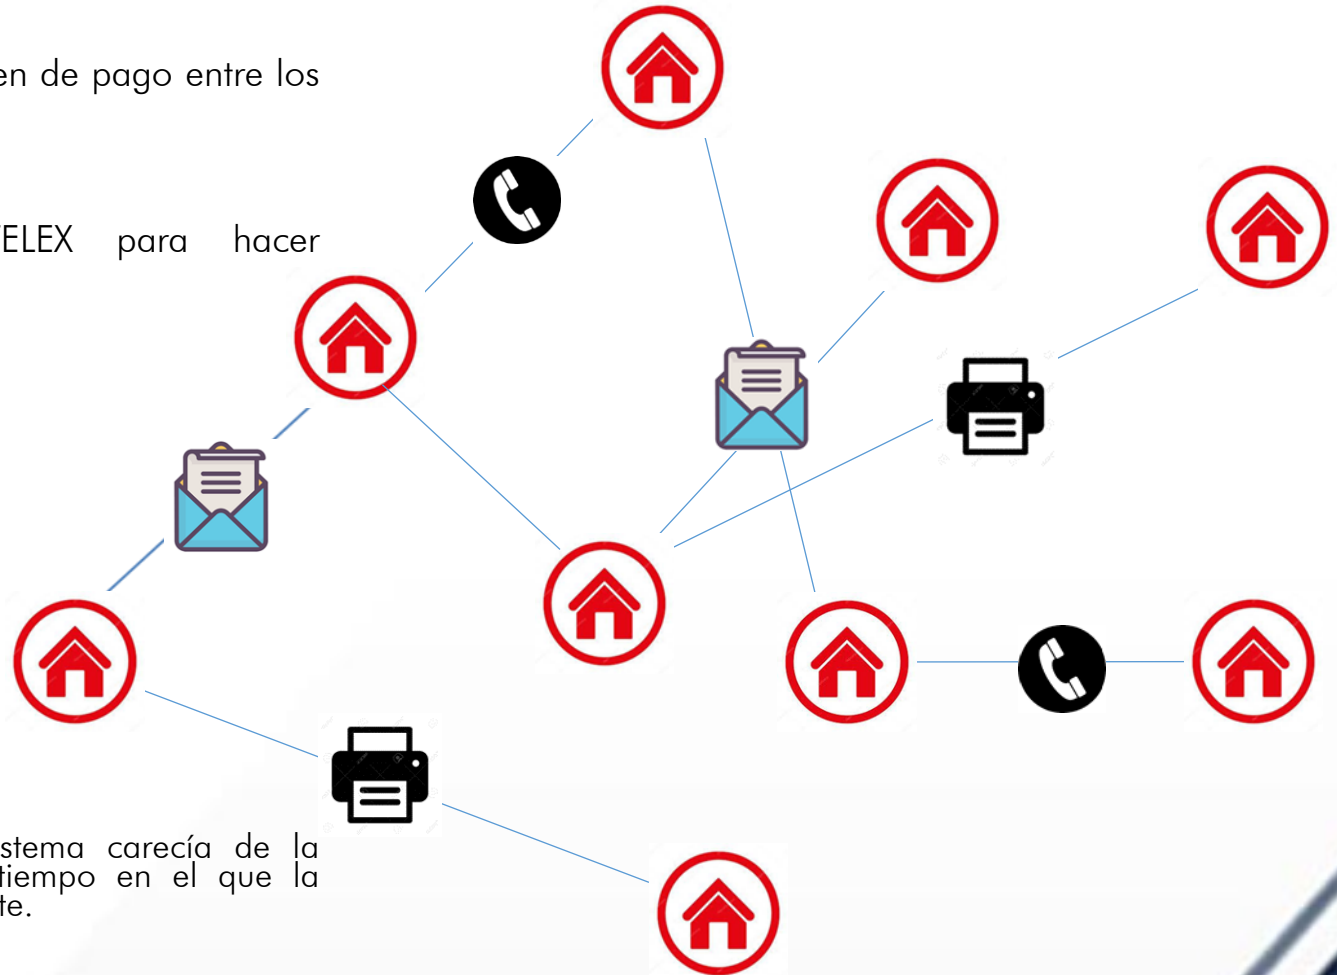 en de pago entre los
ELEX para hacer
stema carecía de la
tiempo en el que la
te.